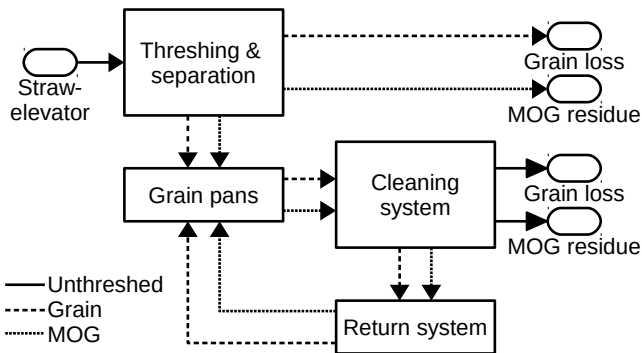 Threshing &
separation
Straw-
elevator
Grain loss
MOG residue
Grain pans
Cleaning
system
Grain loss
MOG residue
Unthreshed
Grain
MOG
Return system